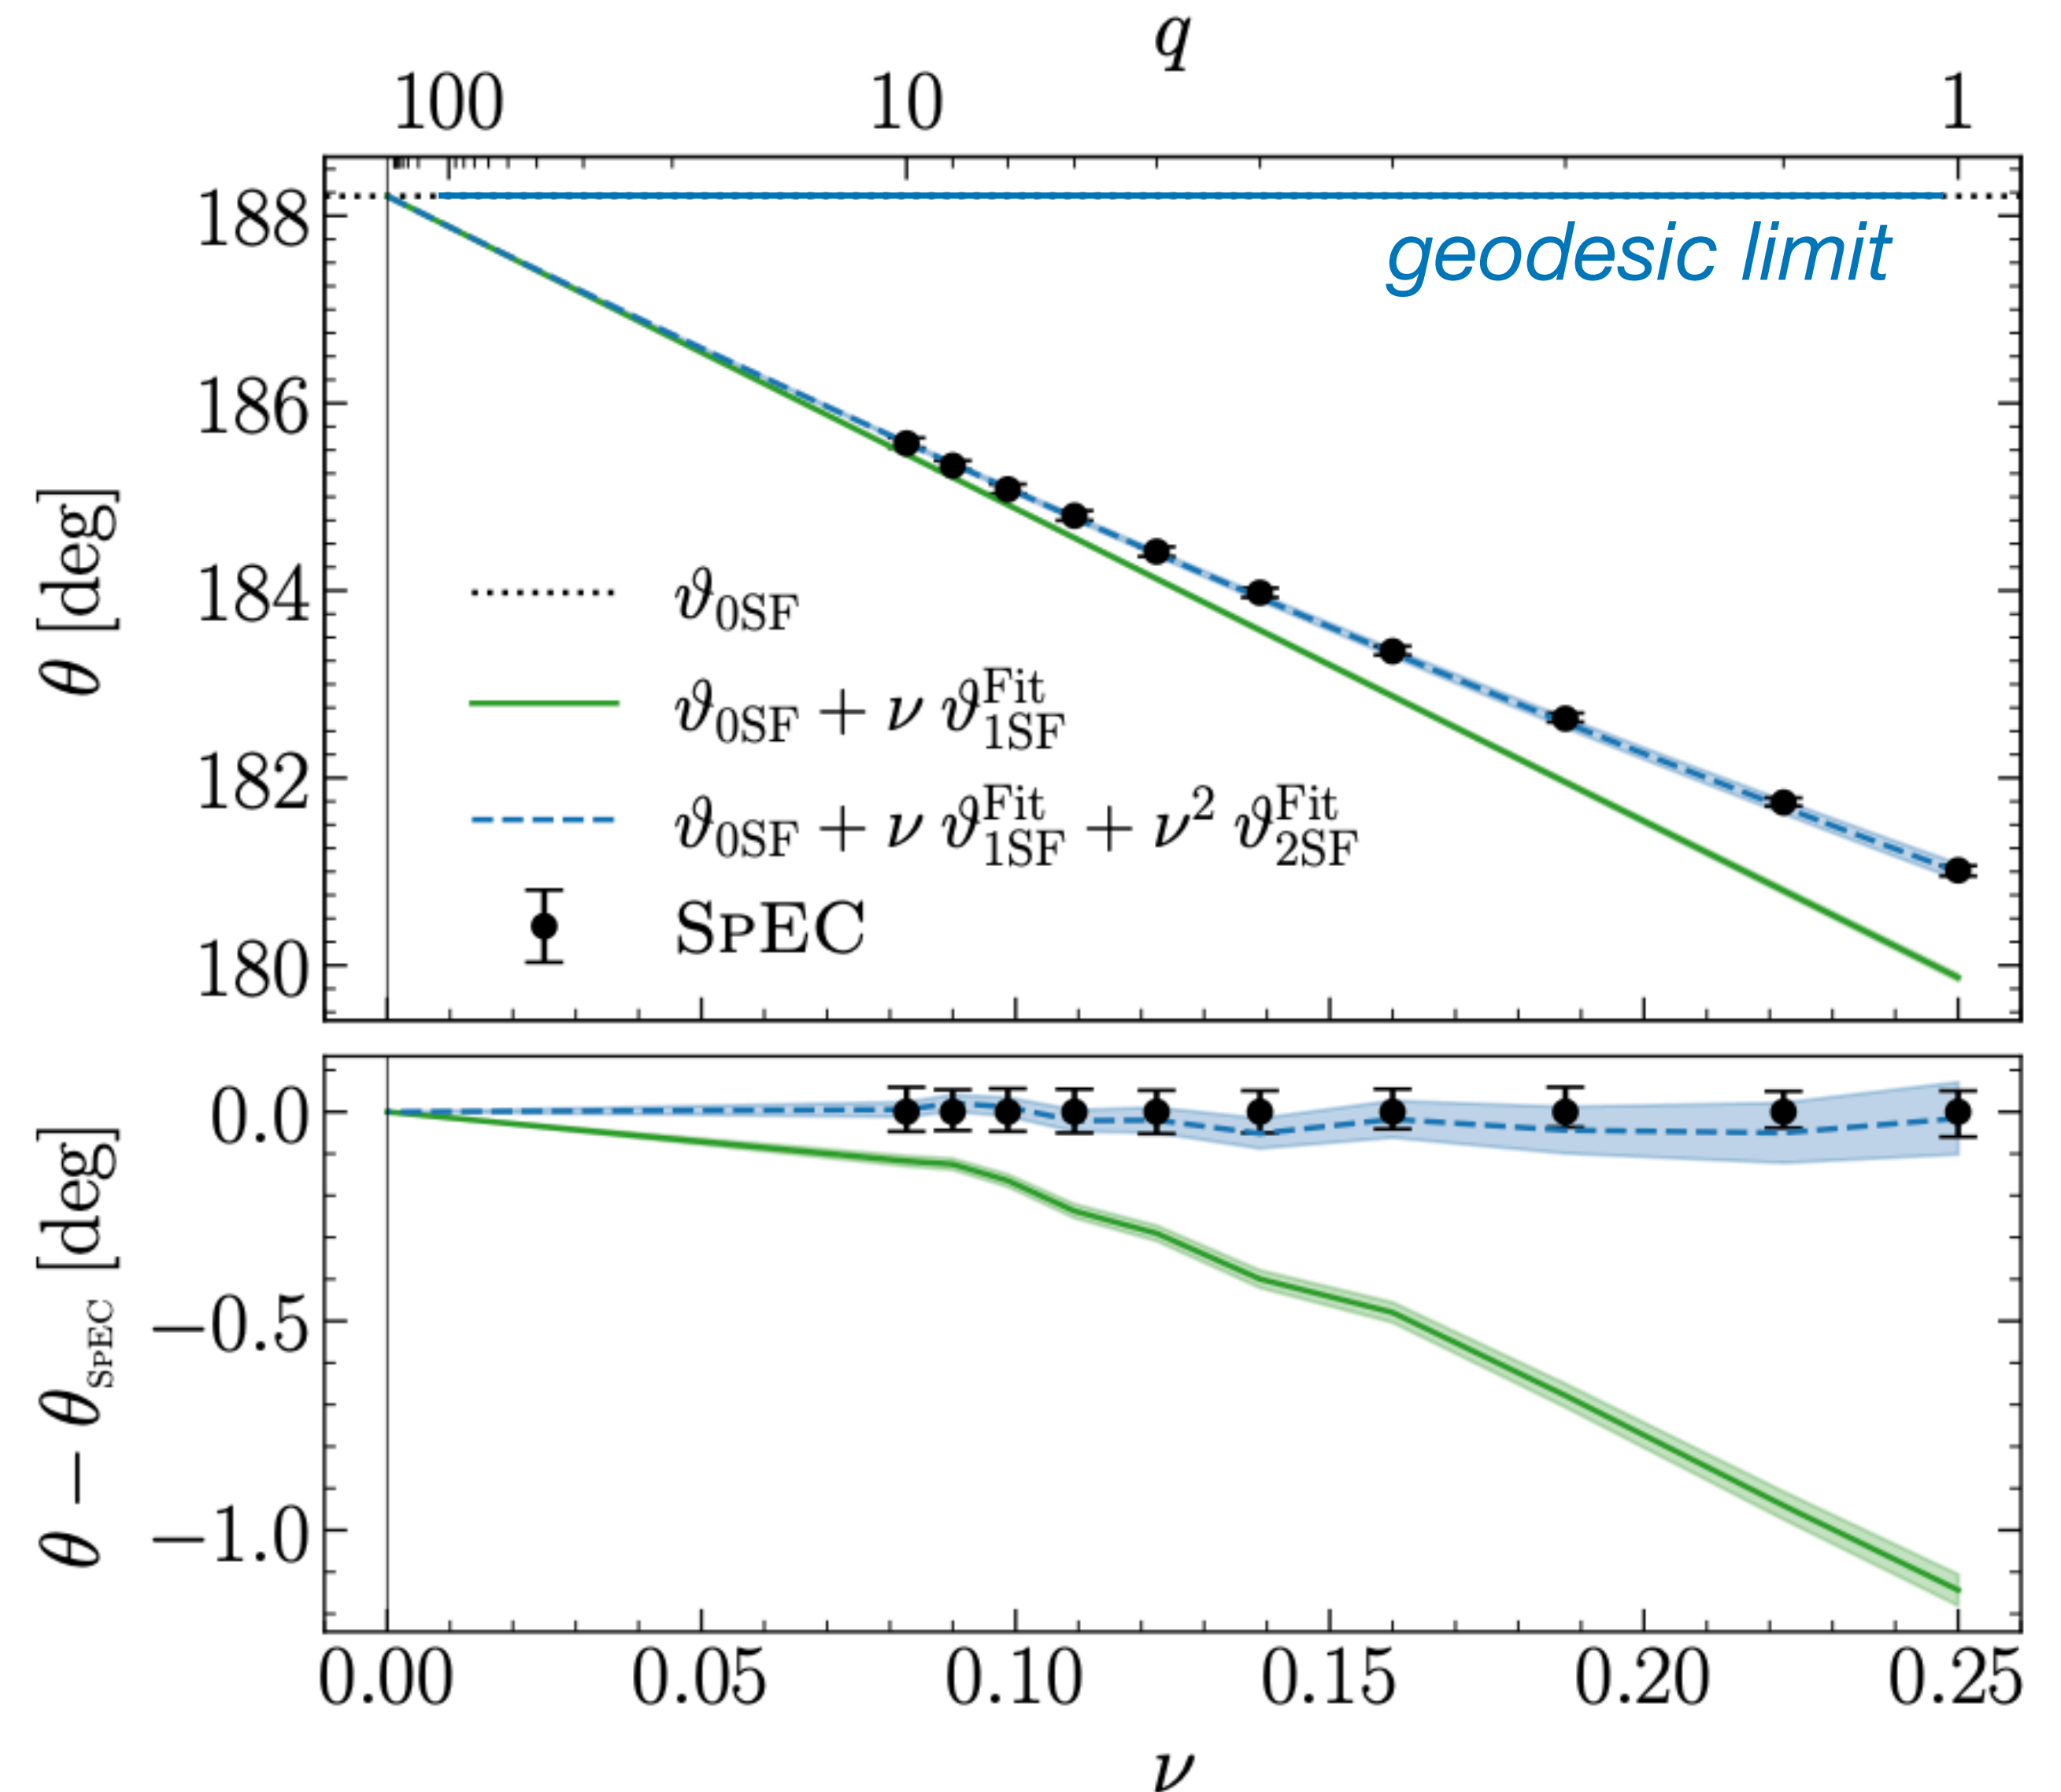 q
100 10 1
188
geodesic limit
186
184
182
180
θ [deg]
ϑ0SF
ϑ0SF + ν ϑ1SF^Fit
ϑ0SF + ν ϑ1SF^Fit + ν² ϑ2SF^Fit
SpEC
0.0
−0.5
−1.0
θ − θSPEC [deg]
0.00 0.05 0.10 0.15 0.20 0.25
ν